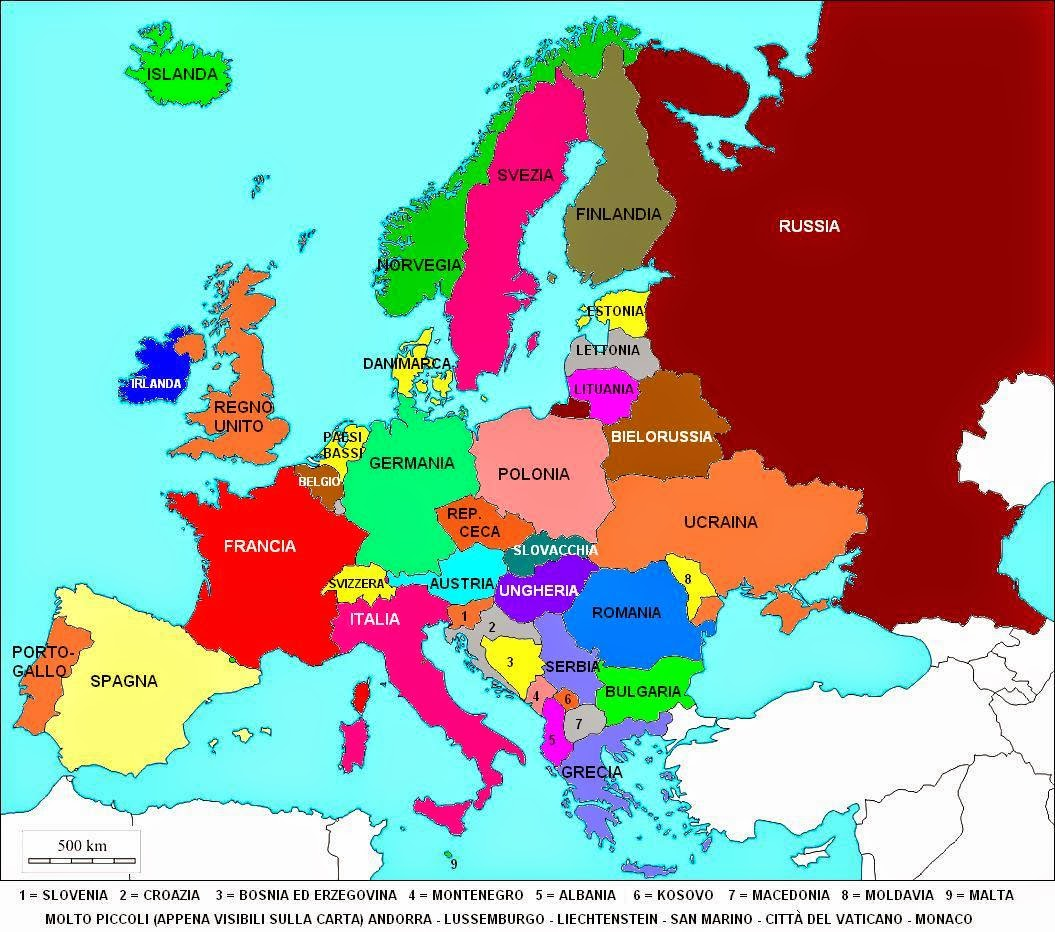 ISLANDA
SVEZIA
FINLANDIA
RUSSIA
NORVEGIA
ESTONIA
LETTONIA
DANIMARCA
IRLANDA
LITUANIA
REGNO
UNITO
PAESI
BASSI
BIELORUSSIA
GERMANIA
POLONIA
BELGIO
REP.
CECA
UCRAINA
FRANCIA
SLOVACCHIA
SVIZZERA
AUSTRIA
UNGHERIA
8
ROMANIA
ITALIA
1
2
PORTO-
GALLO
SPAGNA
3
SERBIA
4
6
BULGARIA
7
5
GRECIA
500 km
9
1 = SLOVENIA 2 = CROAZIA 3 = BOSNIA ED ERZEGOVINA 4 = MONTENEGRO 5 = ALBANIA 6 = KOSOVO 7 = MACEDONIA 8 = MOLDAVIA 9 = MALTA
MOLTO PICCOLI (APPENA VISIBILI SULLA CARTA) ANDORRA - LUSSEMBURGO - LIECHTENSTEIN - SAN MARINO - CITTÀ DEL VATICANO - MONACO